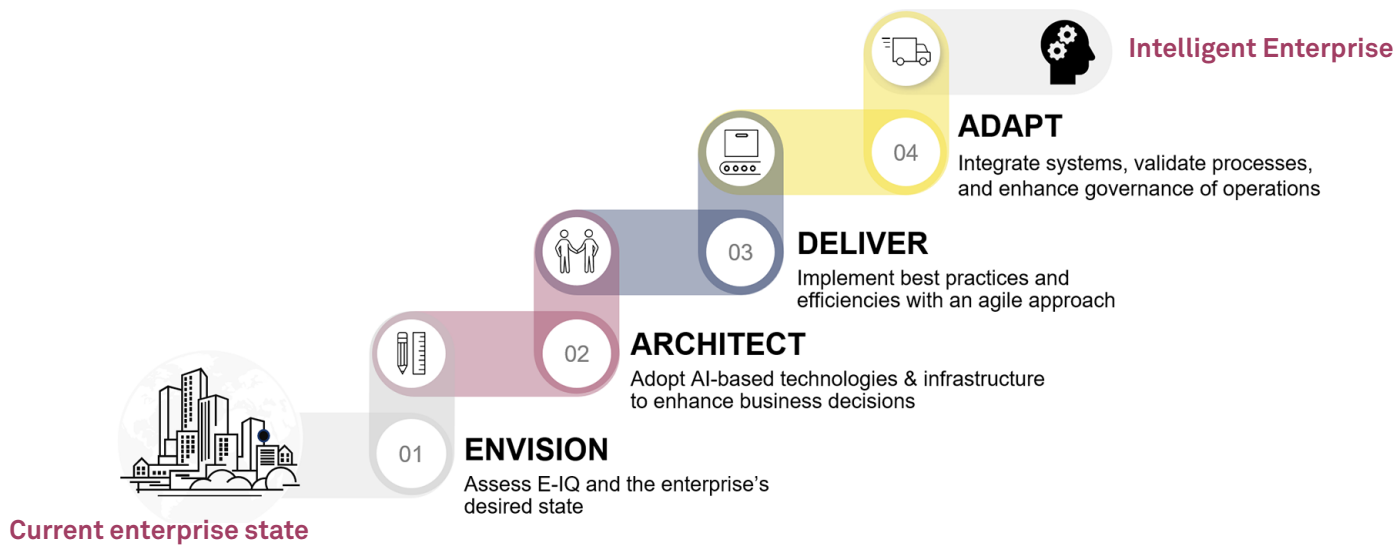 Intelligent Enterprise
04
ADAPT
Integrate systems, validate processes,
and enhance governance of operations
03
DELIVER
Implement best practices and
efficiencies with an agile approach
02
ARCHITECT
Adopt AI-based technologies & infrastructure
to enhance business decisions
01
ENVISION
Assess E-IQ and the enterprise’s
desired state
Current enterprise state